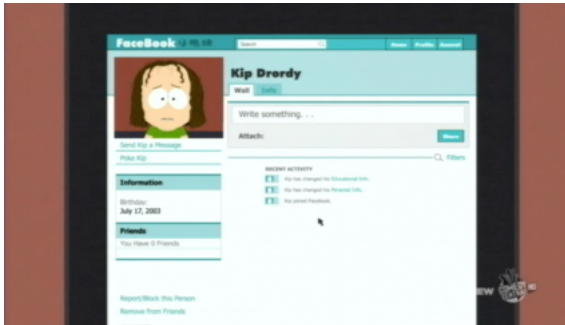 FaceBook
Search
Home Profile Account
Kip Drordy
Wall Info
Write something. . .
Attach:
Share
Filters
Send Kip a Message
Poke Kip
Information
Birthday:
July 17, 2003
Friends
You Have 0 Friends
RECENT ACTIVITY
Kip has changed his Educational Info.
Kip has changed his Personal Info.
Kip joined Facebook.
Report/Block this Person
Remove from Friends
EW
HD